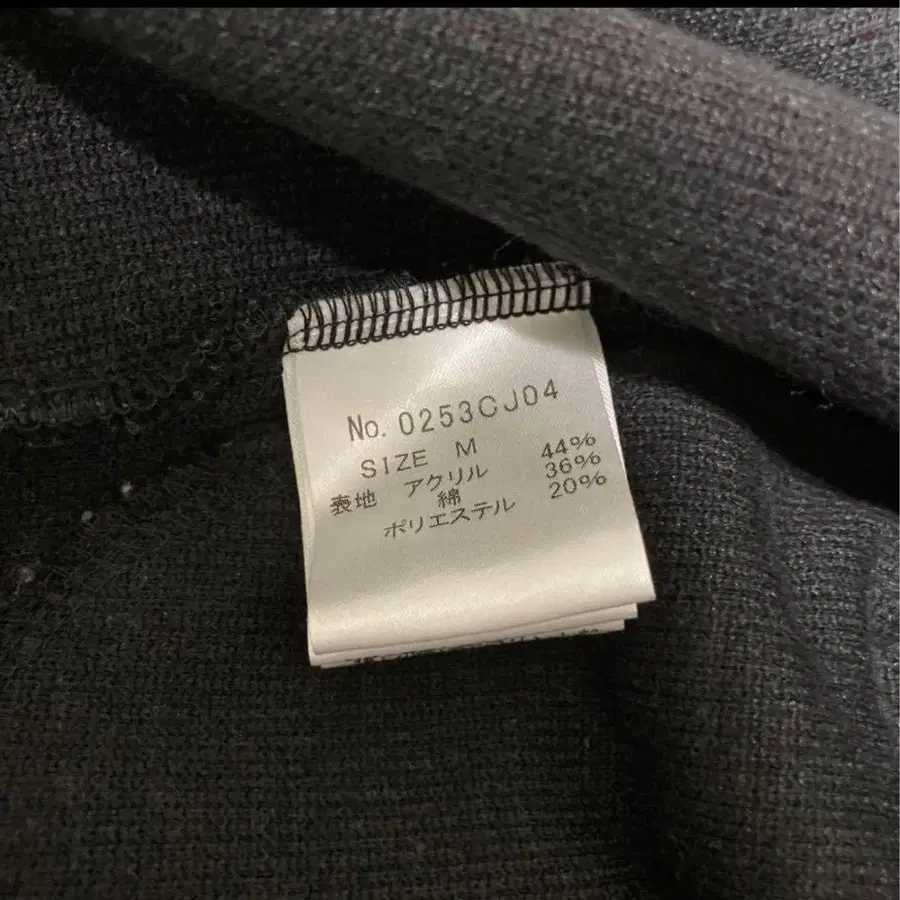 No. 0253CJ04
SIZE M
表地 アクリル 44%
綿 36%
ポリエステル 20%